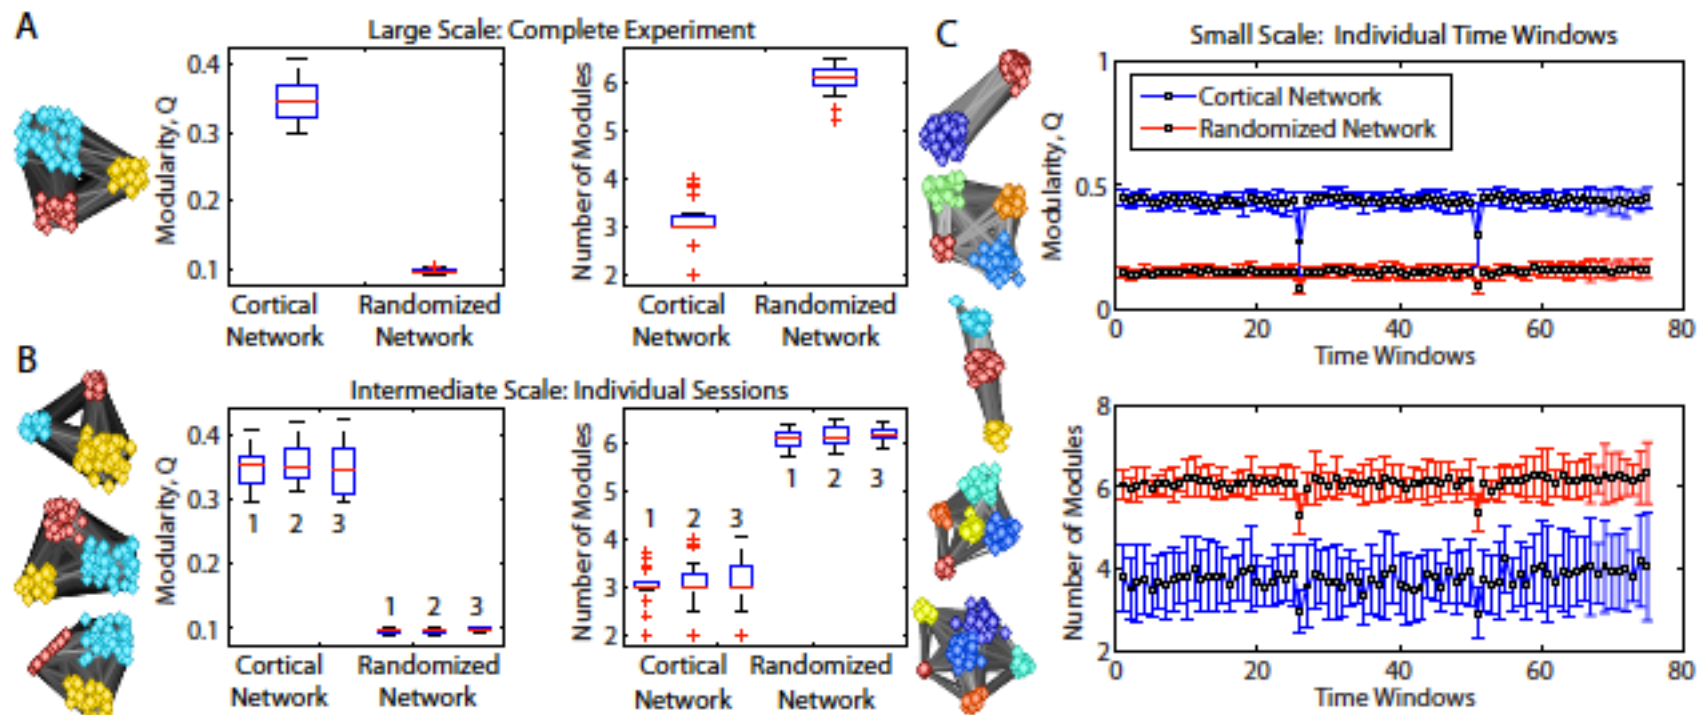 A
Large Scale: Complete Experiment
Modularity, Q
0.4
0.3
0.2
0.1
Cortical Network
Randomized Network
Number of Modules
6
5
4
3
2
Cortical Network
Randomized Network
B
Intermediate Scale: Individual Sessions
Modularity, Q
0.4
0.3
0.2
0.1
1 2 3
1 2 3
Cortical Network
Randomized Network
Number of Modules
6
5
4
3
2
1 2 3
1 2 3
Cortical Network
Randomized Network
C
Small Scale: Individual Time Windows
Modularity, Q
1
0.5
0
Cortical Network
Randomized Network
0 20 40 60 80
Time Windows
Number of Modules
8
6
4
2
0 20 40 60 80
Time Windows